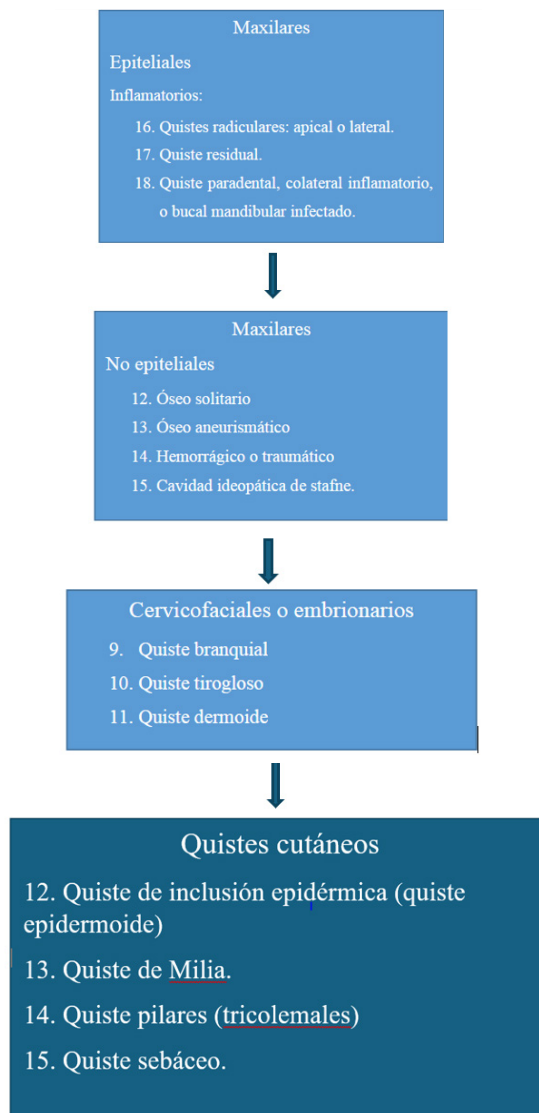 Maxilares
Epiteliales
Inflamatorios:
16. Quistes radiculares: apical o lateral.
17. Quiste residual.
18. Quiste paradental, colateral inflamatorio,
o bucal mandibular infectado.
Maxilares
No epiteliales
12. Óseo solitario
13. Óseo aneurismático
14. Hemorrágico o traumático
15. Cavidad ideopática de stafne.
Cervicofaciales o embrionarios
9. Quiste branquial
10. Quiste tirogloso
11. Quiste dermoide
Quistes cutáneos
12. Quiste de inclusión epidérmica (quiste
epidermoide)
13. Quiste de Milia.
14. Quiste pilares (tricolemales)
15. Quiste sebáceo.